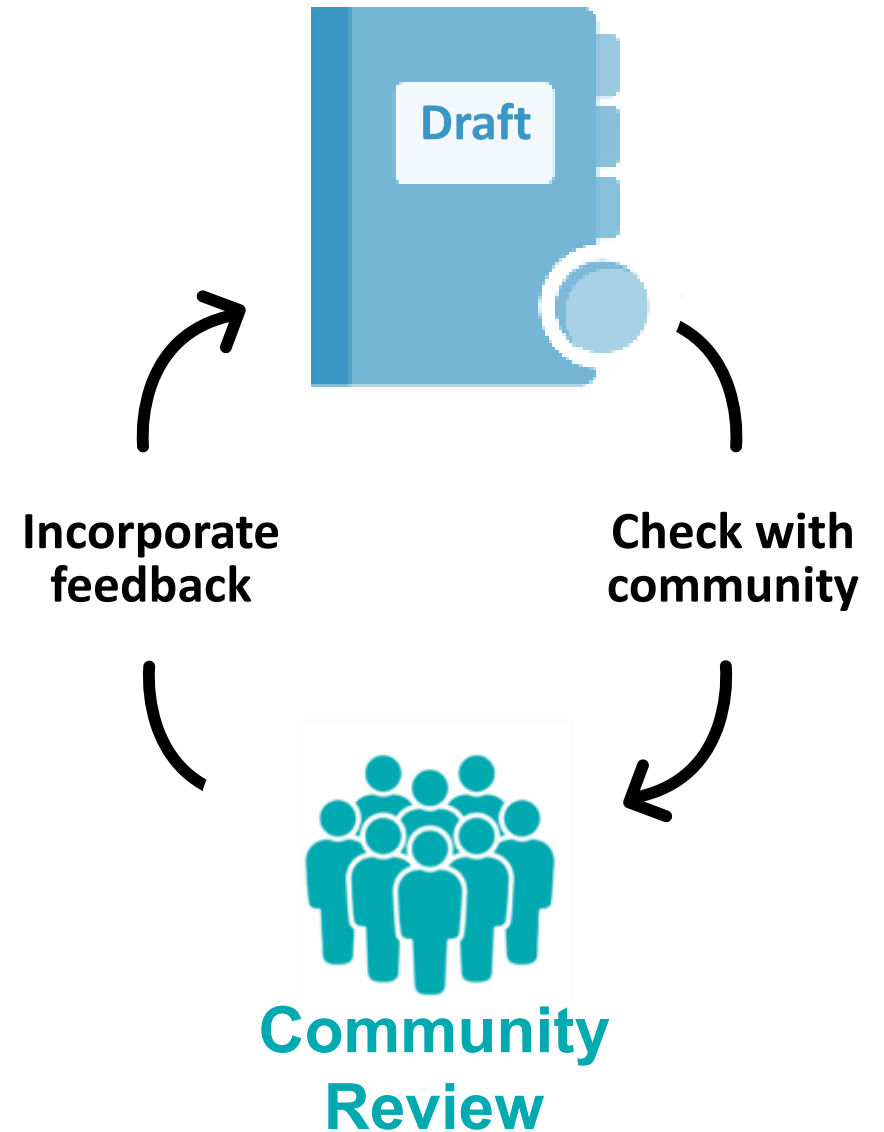 Draft
Incorporate
feedback
Check with
community
Community
Review